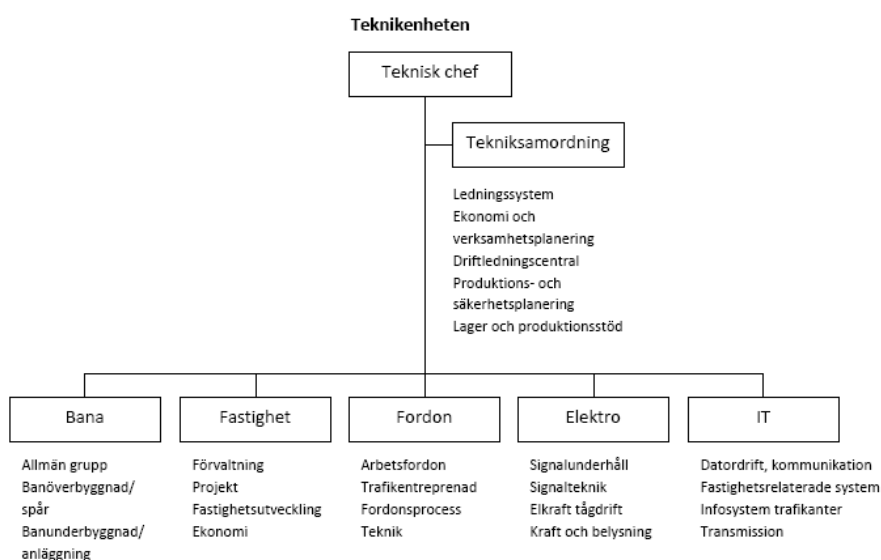 Teknikenheten
Teknisk chef
Tekniksamordning
Ledningssystem
Ekonomi och
verksamhetsplanering
Driftledningscentral
Produktions- och
säkerhetsplanering
Lager och produktionsstöd
Bana
Allmän grupp
Banöverbyggnad/
spår
Banunderbyggnad/
anläggning
Fastighet
Förvaltning
Projekt
Fastighetsutveckling
Ekonomi
Fordon
Arbetsfordon
Trafikentreprenad
Fordonsprocess
Teknik
Elektro
Signalunderhåll
Signalteknik
Elkraft tågdrift
Kraft och belysning
IT
Datordrift, kommunikation
Fastighetsrelaterade system
Infosystem trafikanter
Transmission